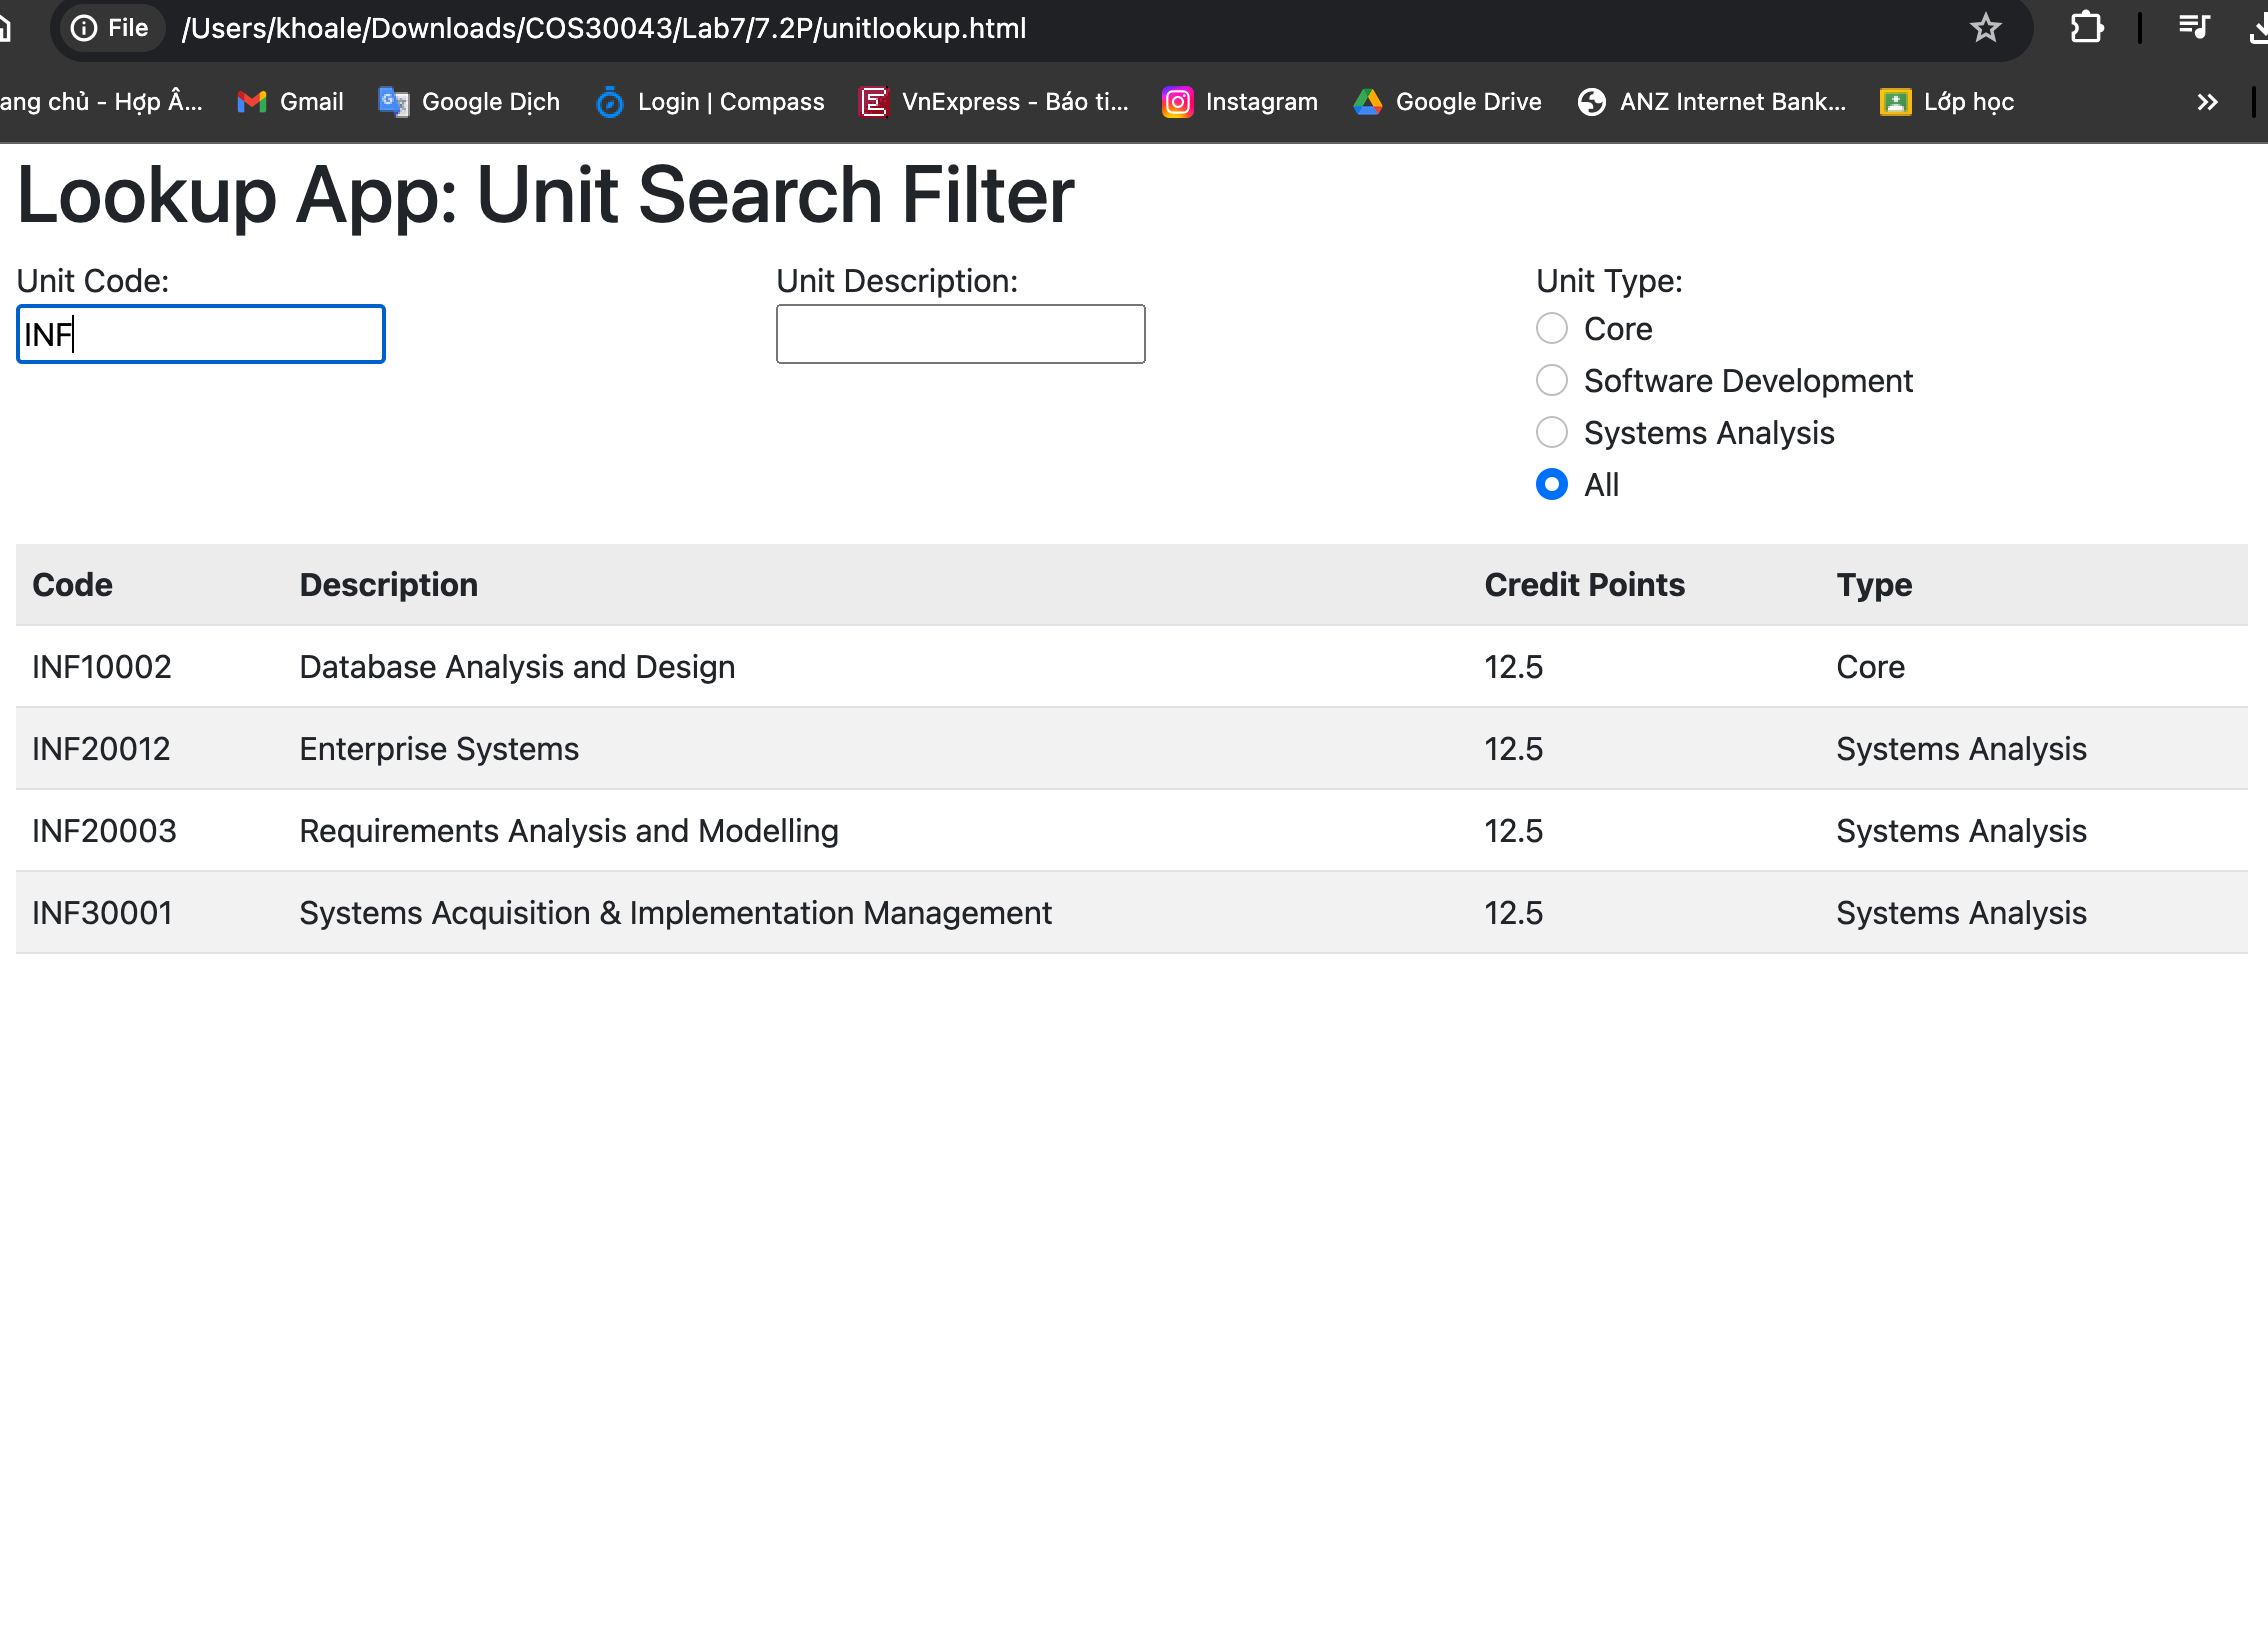 File /Users/khoale/Downloads/COS30043/Lab7/7.2P/unitlookup.html
ang chủ - Hợp Â... Gmail Google Dịch Login | Compass VnExpress - Báo ti... Instagram Google Drive ANZ Internet Bank... Lớp học
Lookup App: Unit Search Filter
Unit Code: Unit Description: Unit Type:
INF
Core
Software Development
Systems Analysis
All
Code Description Credit Points Type
INF10002 Database Analysis and Design 12.5 Core
INF20012 Enterprise Systems 12.5 Systems Analysis
INF20003 Requirements Analysis and Modelling 12.5 Systems Analysis
INF30001 Systems Acquisition & Implementation Management 12.5 Systems Analysis